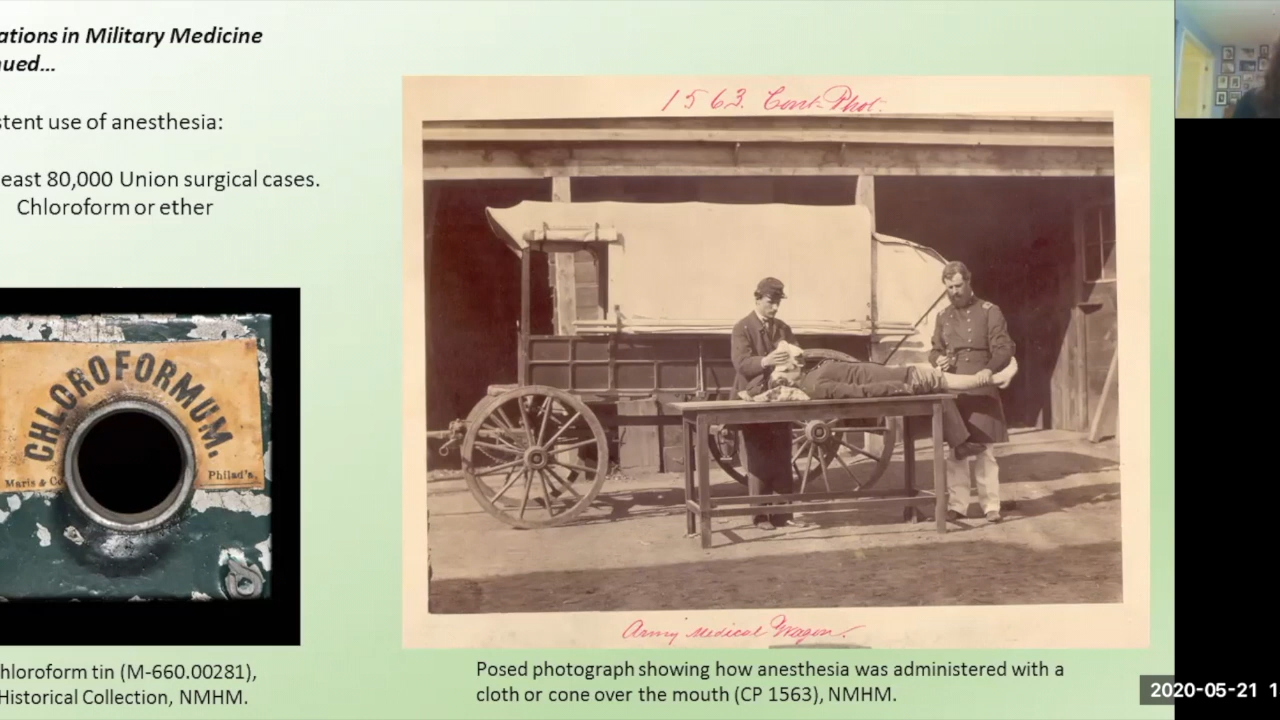 ations in Military Medicine
nued...
stent use of anesthesia:
east 80,000 Union surgical cases.
Chloroform or ether
CHLOROFORMUM.
Maris & Co
Philad'a.
hloroform tin (M-660.00281),
Historical Collection, NMHM.
1563. Cont. Phot.
Army Medical Wagon.
Posed photograph showing how anesthesia was administered with a
cloth or cone over the mouth (CP 1563), NMHM.
2020-05-21 1